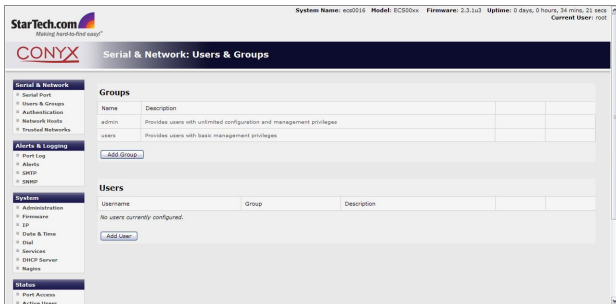 System Name: ecs0016 Model: ECS00xx Firmware: 2.3.1u3 Uptime: 0 days, 0 hours, 34 mins, 21 secs
Current User: root
StarTech.com
Making hard-to-find easy!®
CONYX
Serial & Network: Users & Groups
Serial & Network
Serial Port
Users & Groups
Authentication
Network Hosts
Trusted Networks
Alerts & Logging
Port Log
Alerts
SMTP
SNMP
System
Administration
Firmware
IP
Date & Time
Dial
Services
DHCP Server
Nagios
Status
Port Access
Active Users
Groups
Name Description
admin Provides users with unlimited configuration and management privileges
users Provides users with basic management privileges
Add Group
Users
Username Group Description
No users currently configured.
Add User